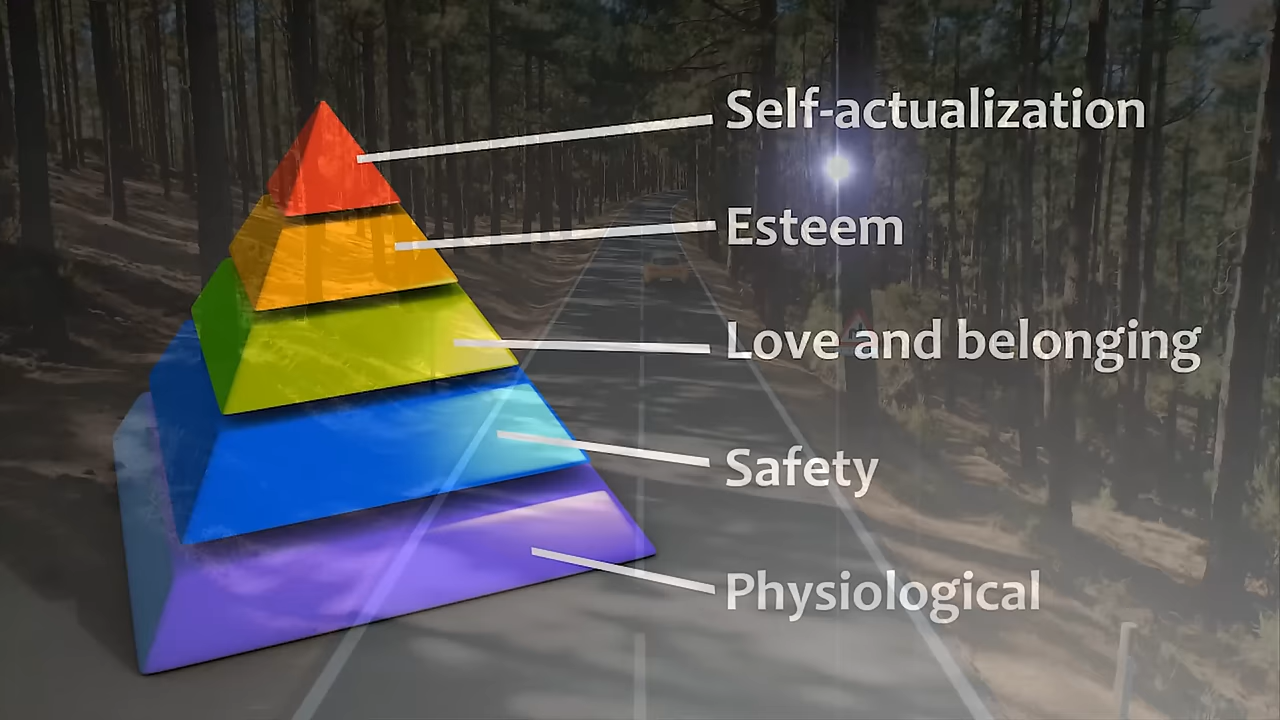 Self-actualization
Esteem
Love and belonging
Safety
Physiological